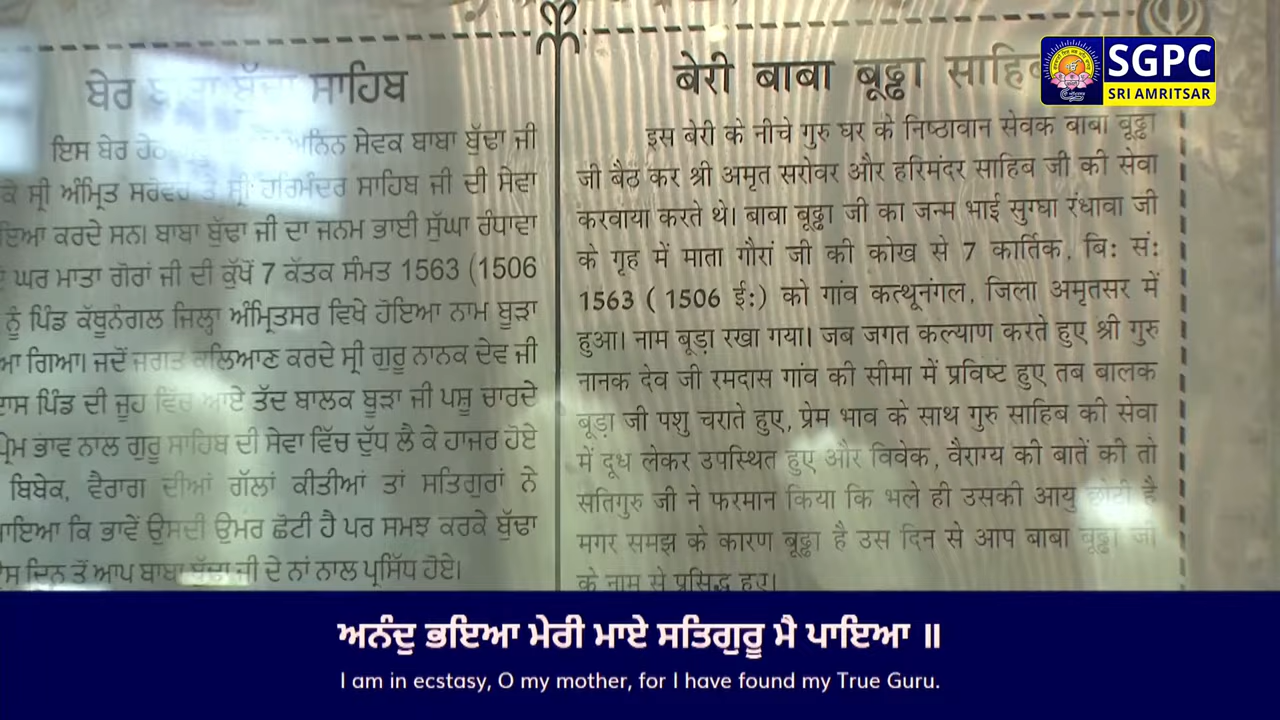 ਬੇਰ ਸਾਹਿਬ
ਇਸ ਬੇਰ ਸੇਵਕ ਬਾਬਾ ਬੁੱਢਾ ਜੀ
ਕੇ ਸ੍ਰੀ ਅੰਮ੍ਰਿਤ ਸਰੋਵਰ ਤੇ ਸ੍ਰੀ ਹਰਿਮੰਦਰ ਸਾਹਿਬ ਜੀ ਦੀ ਸੇਵਾ
ਕਰਦੇ ਸਨ। ਬਾਬਾ ਬੁੱਢਾ ਜੀ ਦਾ ਜਨਮ ਭਾਈ ਸੁੱਘਾ ਰੰਧਾਵਾ
ਘਰ ਮਾਤਾ ਗੋਰਾਂ ਜੀ ਦੀ ਕੁੱਖੋਂ 7 ਕੱਤਕ ਸੰਮਤ 1563 (1506
ਨੂੰ ਪਿੰਡ ਕੱਥੂਨੰਗਲ ਜਿਲ੍ਹਾ ਅੰਮ੍ਰਿਤਸਰ ਵਿਖੇ ਹੋਇਆ ਨਾਮ ਬੂੜਾ
ਗਿਆ। ਜਦੋਂ ਜਗਤ ਕਲਿਆਣ ਕਰਦੇ ਸ੍ਰੀ ਗੁਰੂ ਨਾਨਕ ਦੇਵ ਜੀ
ਪਿੰਡ ਦੀ ਜੂਹ ਵਿੱਚ ਆਏ ਤੱਦ ਬਾਲਕ ਬੂੜਾ ਜੀ ਪਸ਼ੂ ਚਾਰਦੇ
ਪ੍ਰੇਮ ਭਾਵ ਨਾਲ ਗੁਰੂ ਸਾਹਿਬ ਦੀ ਸੇਵਾ ਵਿੱਚ ਦੁੱਧ ਲੈ ਕੇ ਹਾਜਰ ਹੋਏ
ਬਿਬੇਕ, ਵੈਰਾਗ ਦੀਆਂ ਗੱਲਾਂ ਕੀਤੀਆਂ ਤਾਂ ਸਤਿਗੁਰਾਂ ਨੇ
ਕਿ ਭਾਵੇਂ ਉਸਦੀ ਉਮਰ ਛੋਟੀ ਹੈ ਪਰ ਸਮਝ ਕਰਕੇ ਬੁੱਢਾ
ਦਿਨ ਤੋਂ ਆਪ ਬਾਬਾ ਬੁੱਢਾ ਜੀ ਦੇ ਨਾਂ ਨਾਲ ਪ੍ਰਸਿੱਧ ਹੋਏ।
बेरी बाबा बूढ्ढा साहिब
इस बेरी के नीचे गुरु घर के निष्ठावान सेवक बाबा बूढ्ढा
जी बैठ कर श्री अमृत सरोवर और हरिमंदर साहिब जी की सेवा
करवाया करते थे। बाबा बूढ्ढा जी का जन्म भाई सुग्घा रंधावा जी
के गृह में माता गौरां जी की कोख से 7 कार्तिक, बि: सं:
1563 ( 1506 ई:) को गांव कत्थूनंगल, जिला अमृतसर में
हुआ। नाम बूड़ा रखा गया। जब जगत कल्याण करते हुए श्री गुरु
नानक देव जी रमदास गांव की सीमा में प्रविष्ट हुए तब बालक
बूड़ा जी पशु चराते हुए, प्रेम भाव के साथ गुरु साहिब की सेवा
में दूध लेकर उपस्थित हुए और विवेक, वैराग्य की बातें की तो
सतिगुरु जी ने फरमान किया कि भले ही उसकी आयु छोटी है
मगर समझ के कारण बूढ्ढा है उस दिन से आप बाबा बूढ्ढा जी
के नाम से प्रसिद्ध हुए।
SGPC
SRI AMRITSAR
ਅਨੰਦੁ ਭਇਆ ਮੇਰੀ ਮਾਏ ਸਤਿਗੁਰੂ ਮੈ ਪਾਇਆ ॥
I am in ecstasy, O my mother, for I have found my True Guru.